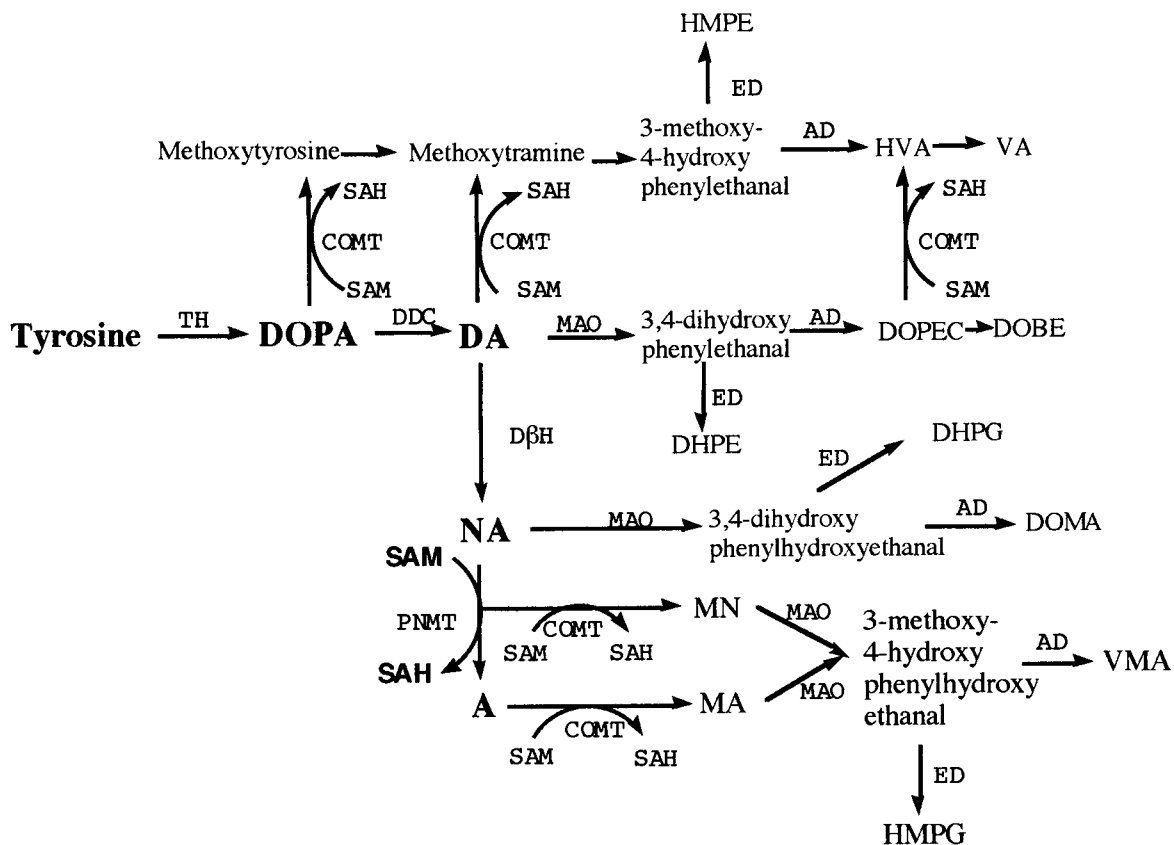 HMPE
ED
3-methoxy-
4-hydroxy
phenylethanal
AD
Methoxytyrosine
Methoxytramine
HVA
VA
SAH
SAH
SAH
COMT
COMT
COMT
SAM
SAM
SAM
Tyrosine
TH
DOPA
DDC
DA
MAO
3,4-dihydroxy
phenylethanal
AD
DOPEC
DOBE
ED
DHPE
DβH
DHPG
ED
NA
MAO
3,4-dihydroxy
phenylhydroxyethanal
AD
DOMA
SAM
PNMT
SAH
COMT
SAM
SAH
MN
MAO
3-methoxy-
4-hydroxy
phenylhydroxy
ethanal
AD
VMA
A
COMT
SAM
SAH
MA
MAO
ED
HMPG